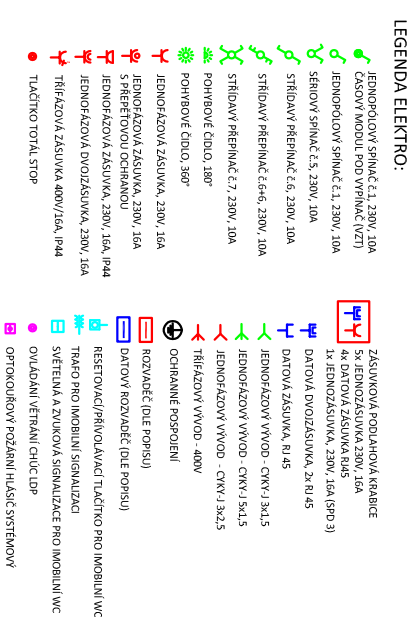 LEGENDA ELEKTRO:
JEDNOPÓLOVÝ SPÍNAČ č.1, 230V, 10A
ČASOVÝ MODUL POD VYPÍNAČ (VZT)
JEDNOPÓLOVÝ SPÍNAČ č.1, 230V, 10A
SÉRIOVÝ SPÍNAČ č.5, 230V, 10A
STŘÍDAVÝ PŘEPÍNAČ č.6, 230V, 10A
STŘÍDAVÝ PŘEPÍNAČ č.6+6, 230V, 10A
STŘÍDAVÝ PŘEPÍNAČ č.7, 230V, 10A
POHYBOVÉ ČIDLO, 180°
POHYBOVÉ ČIDLO, 360°
JEDNOFÁZOVÁ ZÁSUVKA, 230V, 16A
JEDNOFÁZOVÁ ZÁSUVKA, 230V, 16A
S PŘEPĚŤOVOU OCHRANOU
JEDNOFÁZOVÁ ZÁSUVKA, 230V, 16A, IP44
JEDNOFÁZOVÁ DVOJZÁSUVKA, 230V, 16A
TŘÍFÁZOVÁ ZÁSUVKA 400V/16A, IP44
TLAČÍTKO TOTÁL STOP
ZÁSUVKOVÁ PODLAHOVÁ KRABICE
5x JEDNOZÁSUVKA 230V, 16A
4x DATOVÁ ZÁSUVKA RJ45
1x JEDNOZÁSUVKA, 230V, 16A (SPD 3)
DATOVÁ DVOJZÁSUVKA, 2x RJ 45
DATOVÁ ZÁSUVKA, RJ 45
JEDNOFÁZOVÝ VÝVOD - CYKY-J 3x1,5
JEDNOFÁZOVÝ VÝVOD - CYKY-J 5x1,5
JEDNOFÁZOVÝ VÝVOD - CYKY-J 3x2,5
TŘÍFÁZOVÝ VÝVOD - 400V
OCHRANNÉ POSPOJENÍ
ROZVADĚČ (DLE POPISU)
DATOVÝ ROZVADĚČ (DLE POPISU)
RESETOVACÍ/PŘIVOLÁVACÍ TLAČÍTKO PRO IMOBILNÍ WC
TRAFO PRO IMOBILNÍ SIGNALIZACI
SVĚTELNÁ A ZVUKOVÁ SIGNALIZACE PRO IMOBILNÍ WC
OVLÁDÁNÍ VĚTRÁNÍ CHÚC LDP
OPTOKOUŘOVÝ POŽÁRNÍ HLÁSIČ SYSTÉMOVÝ